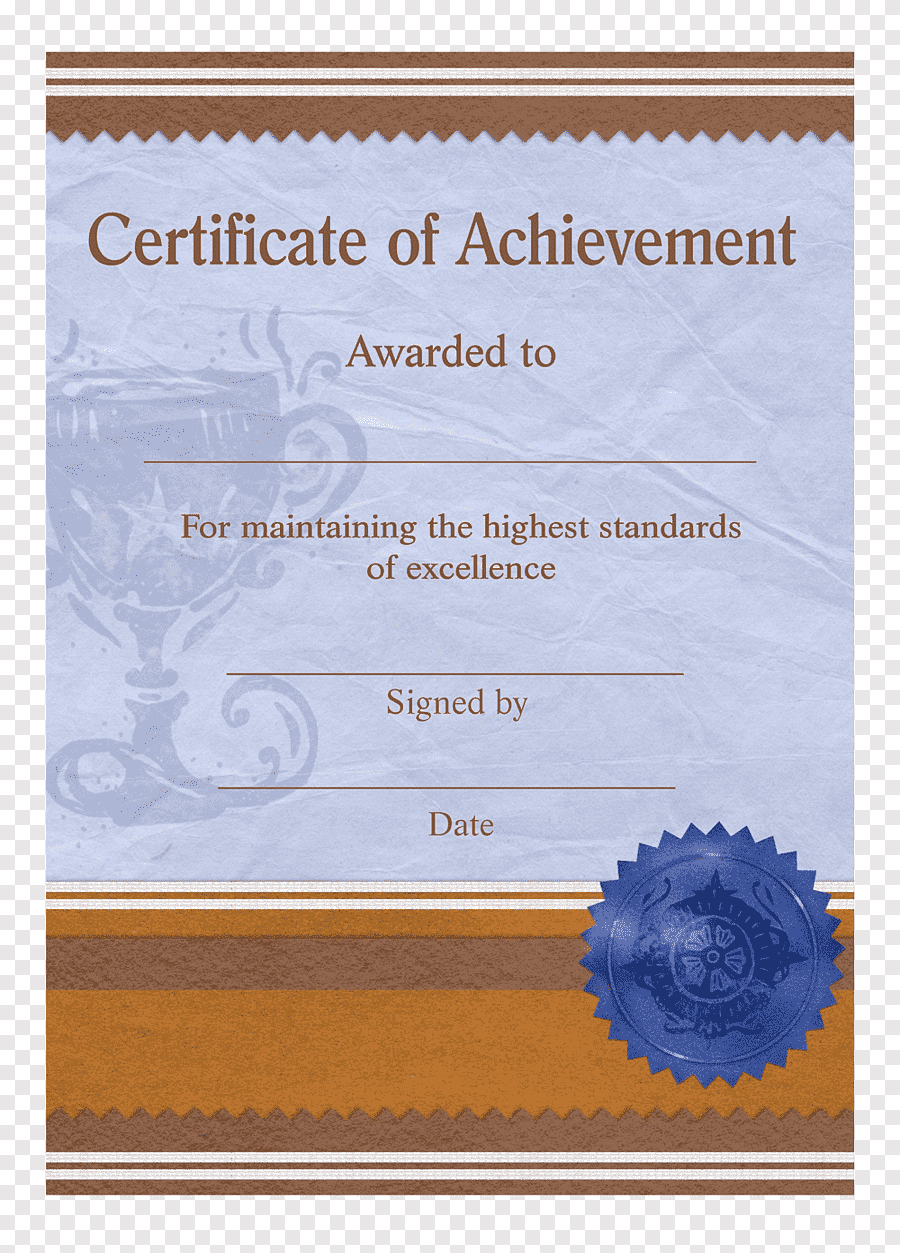 Certificate of Achievement
Awarded to
For maintaining the highest standards
of excellence
Signed by
Date